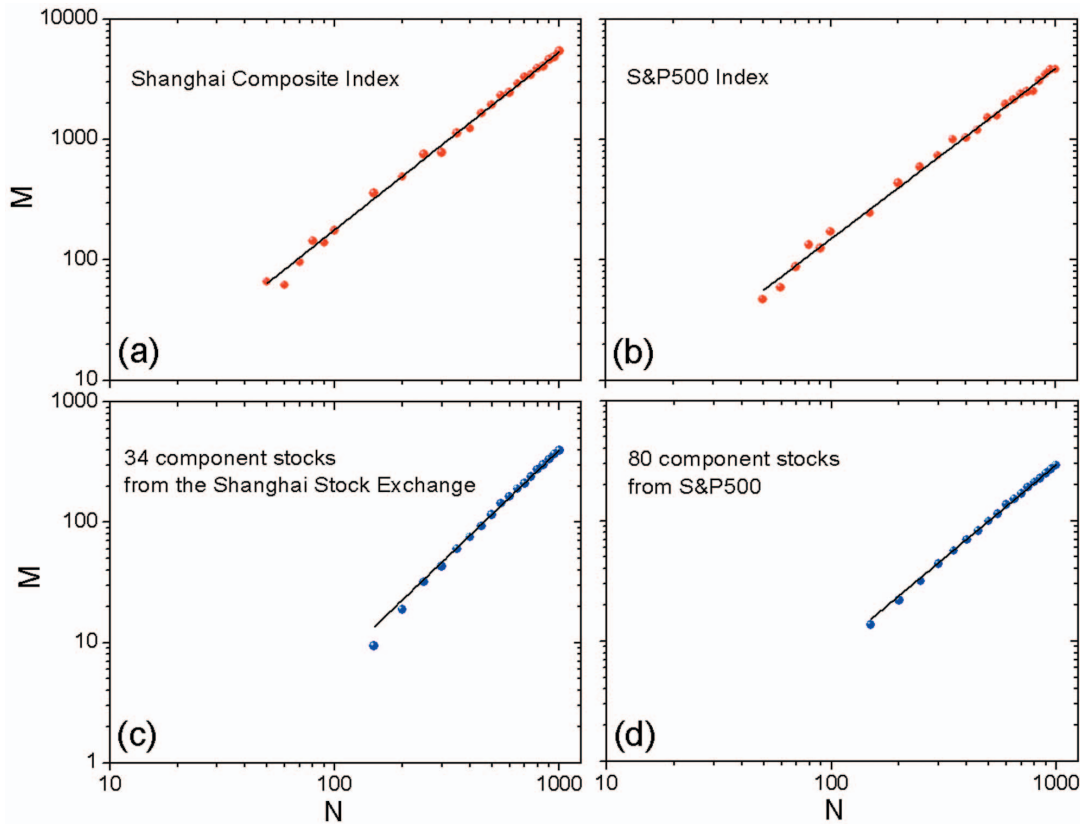 10000
1000
100
10
M
Shanghai Composite Index
(a)
S&P500 Index
(b)
1000
100
10
1
M
34 component stocks
from the Shanghai Stock Exchange
(c)
10
100
1000
N
80 component stocks
from S&P500
(d)
10
100
1000
N